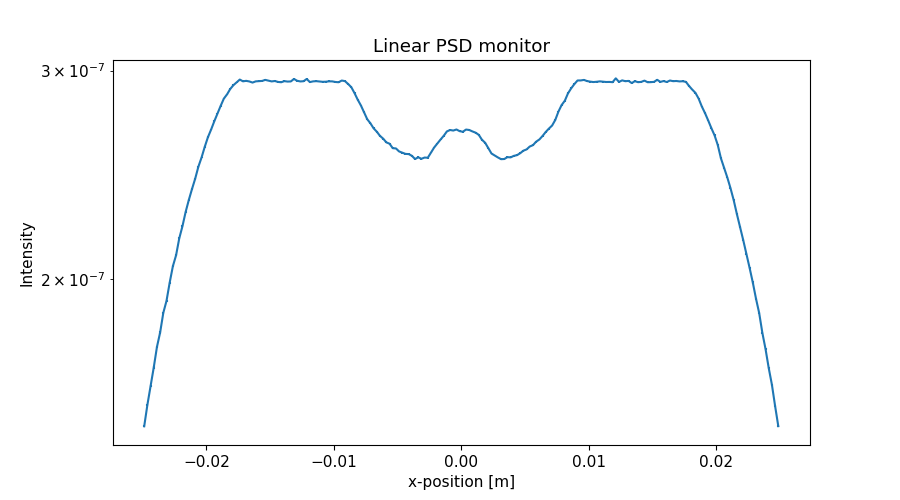 Linear PSD monitor
3 × 10⁻⁷
2 × 10⁻⁷
Intensity
−0.02 −0.01 0.00 0.01 0.02
x-position [m]